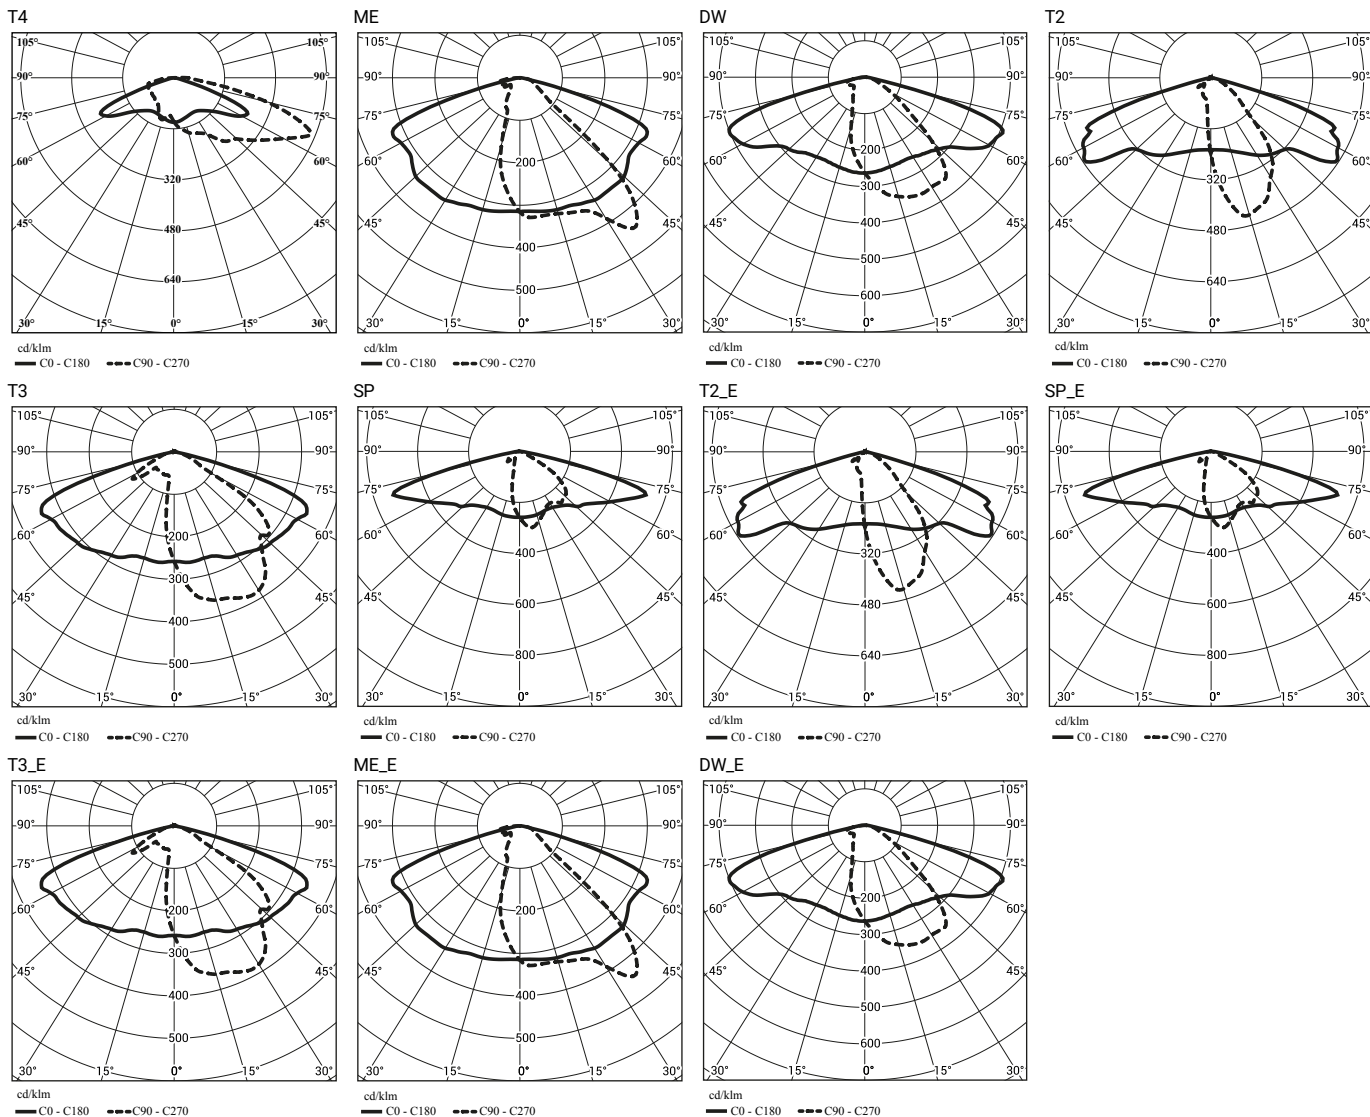 T4 ME DW T2
105° 105° 105° 105° 105° 105° 105° 105°
90° 90° 90° 90° 90° 90° 90° 90°
75° 75° 75° 75° 75° 75° 75° 75°
60° 60° 60° 60° 60° 60° 60° 60°
320 200 200 300 320
45° 45° 45° 45° 45° 45° 45° 45°
480 400 400 500 480
640 500 600 640
30° 15° 0° 15° 30° 30° 15° 0° 15° 30° 30° 15° 0° 15° 30° 30° 15° 0° 15° 30°
cd/klm cd/klm cd/klm cd/klm
C0 - C180 C90 - C270 C0 - C180 C90 - C270 C0 - C180 C90 - C270 C0 - C180 C90 - C270
T3 SP T2_E SP_E
105° 105° 105° 105° 105° 105° 105° 105°
90° 90° 90° 90° 90° 90° 90° 90°
75° 75° 75° 75° 75° 75° 75° 75°
60° 60° 60° 60° 60° 60° 60° 60°
200 300 400 320 400
45° 45° 45° 45° 45° 45° 45° 45°
400 600 480 600
500 800 640 800
30° 15° 0° 15° 30° 30° 15° 0° 15° 30° 30° 15° 0° 15° 30° 30° 15° 0° 15° 30°
cd/klm cd/klm cd/klm cd/klm
C0 - C180 C90 - C270 C0 - C180 C90 - C270 C0 - C180 C90 - C270 C0 - C180 C90 - C270
T3_E ME_E DW_E
105° 105° 105° 105° 105° 105°
90° 90° 90° 90° 90° 90°
75° 75° 75° 75° 75° 75°
60° 60° 60° 60° 60° 60°
200 300 200 200 300
45° 45° 45° 45° 45° 45°
400 400 400 500
500 500 600
30° 15° 0° 15° 30° 30° 15° 0° 15° 30° 30° 15° 0° 15° 30°
cd/klm cd/klm cd/klm
C0 - C180 C90 - C270 C0 - C180 C90 - C270 C0 - C180 C90 - C270